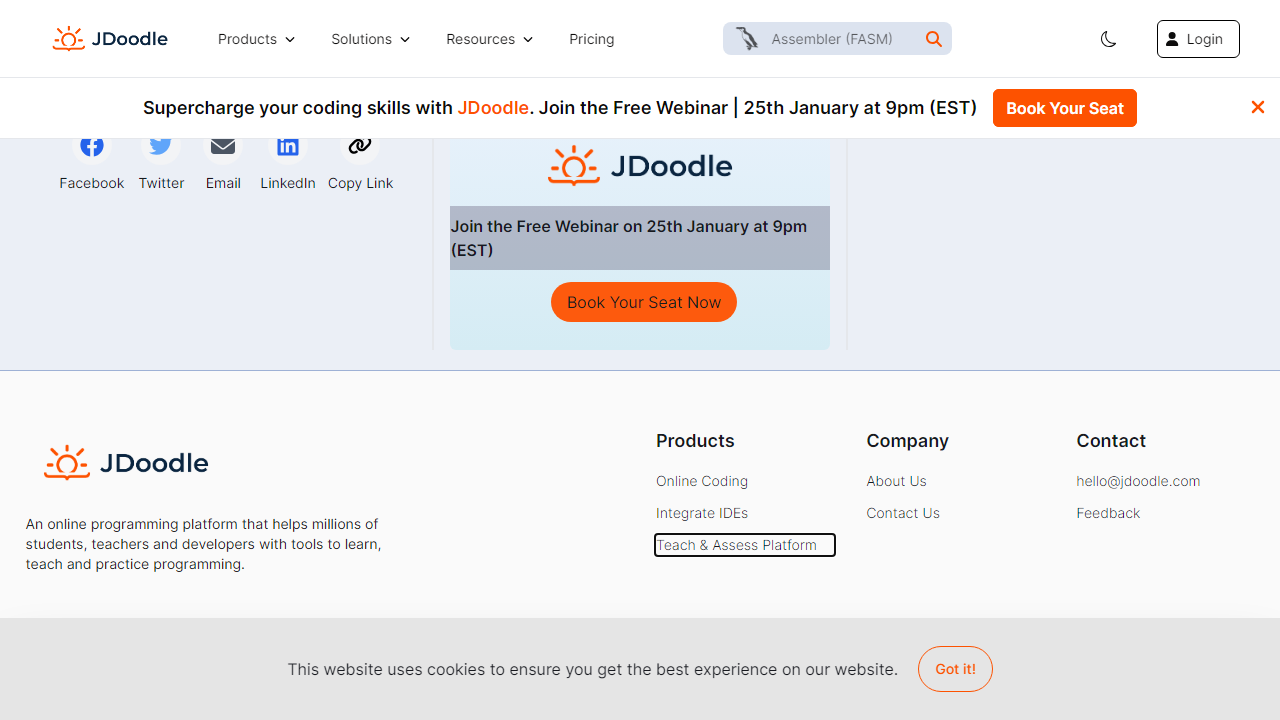 JDoodle
Products
Solutions
Resources
Pricing
Assembler (FASM)
Login
Supercharge your coding skills with JDoodle. Join the Free Webinar | 25th January at 9pm (EST)
Book Your Seat
Facebook
Twitter
Email
LinkedIn
Copy Link
JDoodle
Join the Free Webinar on 25th January at 9pm
(EST)
Book Your Seat Now
JDoodle
An online programming platform that helps millions of
students, teachers and developers with tools to learn,
teach and practice programming.
Products
Online Coding
Integrate IDEs
Teach & Assess Platform
Company
About Us
Contact Us
Contact
hello@jdoodle.com
Feedback
This website uses cookies to ensure you get the best experience on our website.
Got it!